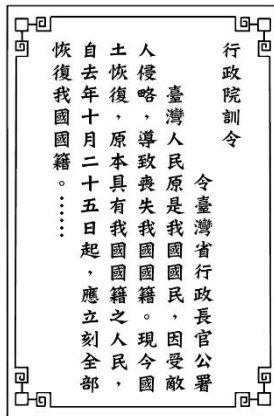 行政院訓令
令臺灣省行政長官公署
臺灣人民原是我國國民，因受敵
人侵略，導致喪失我國國籍。現今國
土恢復，原本具有我國國籍之人民，
自去年十月二十五日起，應立刻全部
恢復我國國籍。……